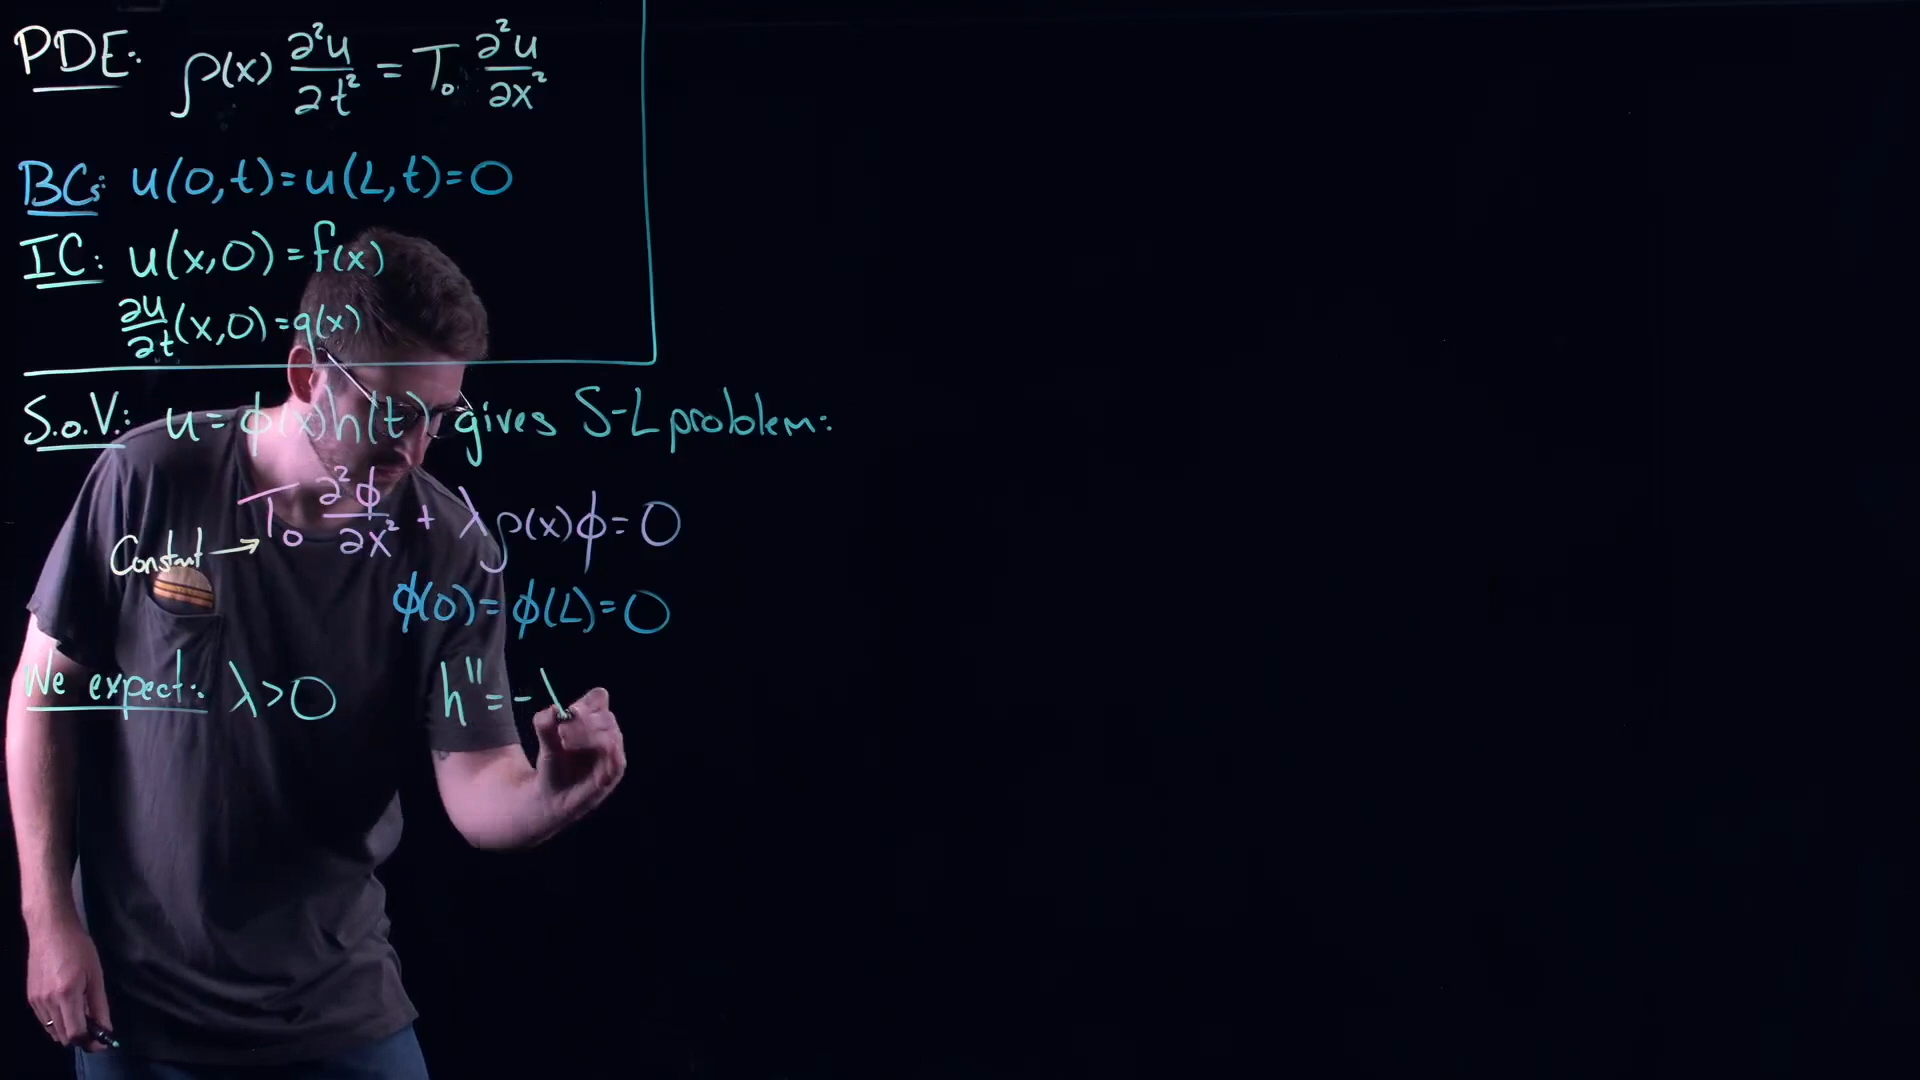 PDE: ρ(x) ∂²u/∂t² = T₀ ∂²u/∂x²
BCs: u(0,t)=u(L,t)=0
IC: u(x,0)=f(x)
∂u/∂t(x,0)=g(x)
S.o.V.: u=ϕ(x)h(t) gives S-L problem:
T₀ ∂²ϕ/∂x² + λρ(x)ϕ=0
Constant →
ϕ(0)=ϕ(L)=0
We expect: λ>0 h''=-λ